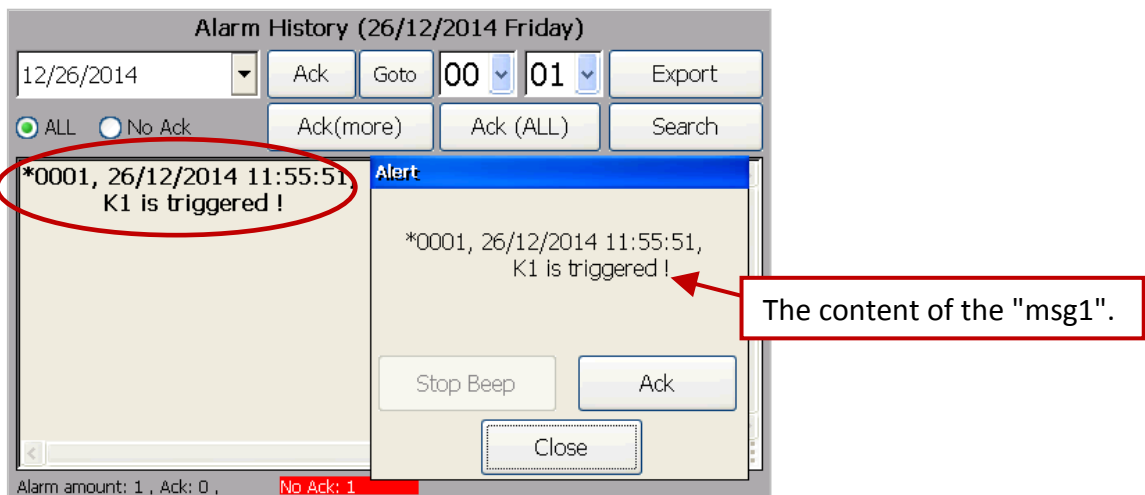 Alarm History (26/12/2014 Friday)
12/26/2014 Ack Goto 00 01 Export
ALL No Ack Ack(more) Ack (ALL) Search
*0001, 26/12/2014 11:55:51,
K1 is triggered !
Alert
*0001, 26/12/2014 11:55:51,
K1 is triggered !
The content of the "msg1".
Stop Beep Ack
Close
Alarm amount: 1 , Ack: 0 , No Ack: 1